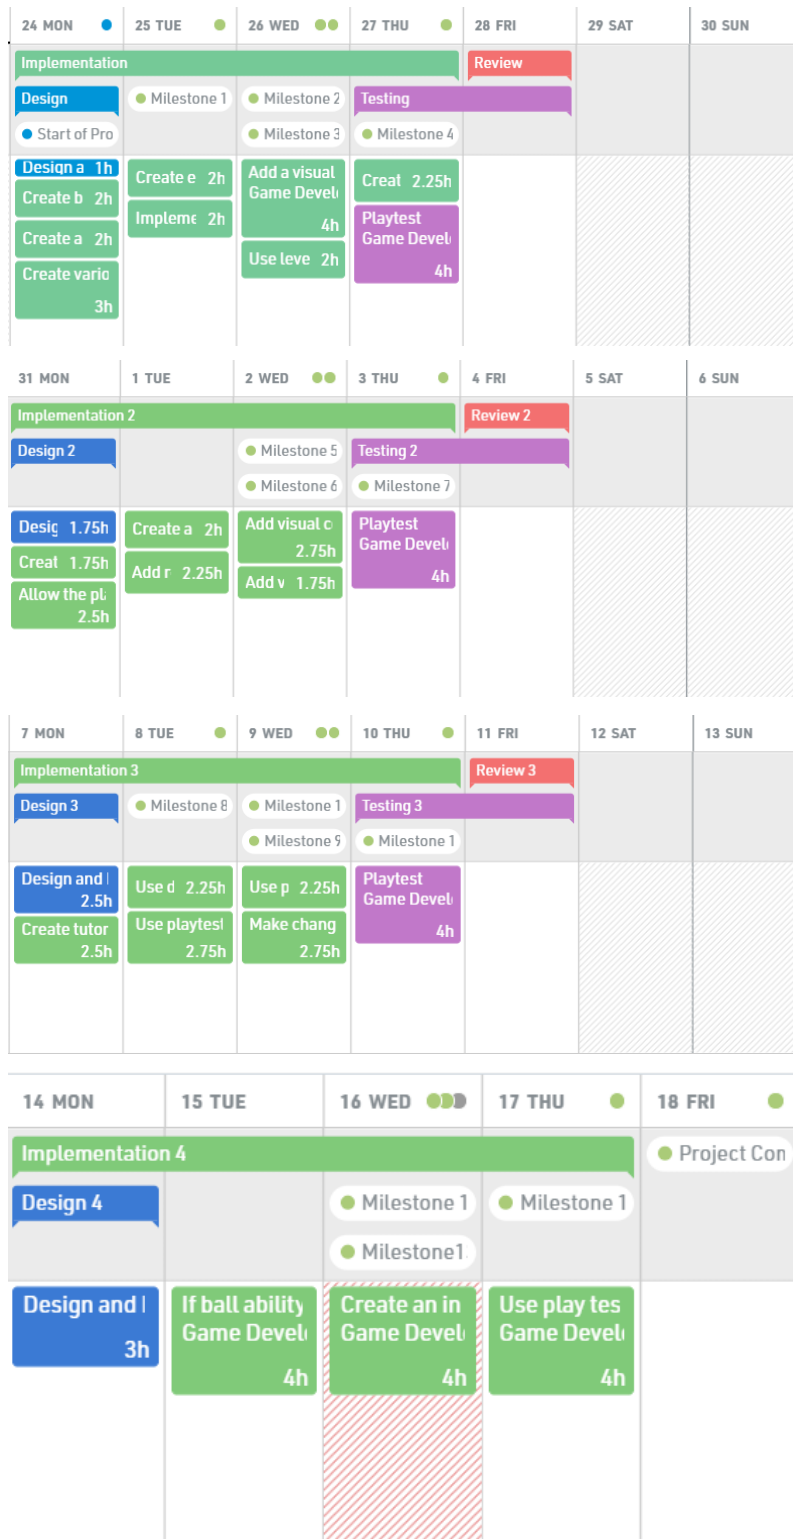 24 MON 25 TUE 26 WED 27 THU 28 FRI 29 SAT 30 SUN
Implementation Review
Design Milestone 1 Milestone 2 Testing
Start of Pro Milestone 3 Milestone 4
Design a 1h
Create b 2h
Create a 2h
Create vario
3h
Create e 2h
Impleme 2h
Add a visual
Game Devel
4h
Use leve 2h
Creat 2.25h
Playtest
Game Devel
4h
31 MON 1 TUE 2 WED 3 THU 4 FRI 5 SAT 6 SUN
Implementation 2 Review 2
Design 2 Milestone 5 Testing 2
Milestone 6 Milestone 7
Desig 1.75h
Creat 1.75h
Allow the pl
2.5h
Create a 2h
Add r 2.25h
Add visual c
2.75h
Add v 1.75h
Playtest
Game Devel
4h
7 MON 8 TUE 9 WED 10 THU 11 FRI 12 SAT 13 SUN
Implementation 3 Review 3
Design 3 Milestone 8 Milestone 1 Testing 3
Milestone 9 Milestone 1
Design and
2.5h
Create tutor
2.5h
Use d 2.25h
Use playtest
2.75h
Use p 2.25h
Make chang
2.75h
Playtest
Game Devel
4h
14 MON 15 TUE 16 WED 17 THU 18 FRI
Implementation 4 Project Con
Design 4 Milestone 1 Milestone 1
Milestone1
Design and
3h
If ball ability
Game Devel
4h
Create an in
Game Devel
4h
Use play tes
Game Devel
4h